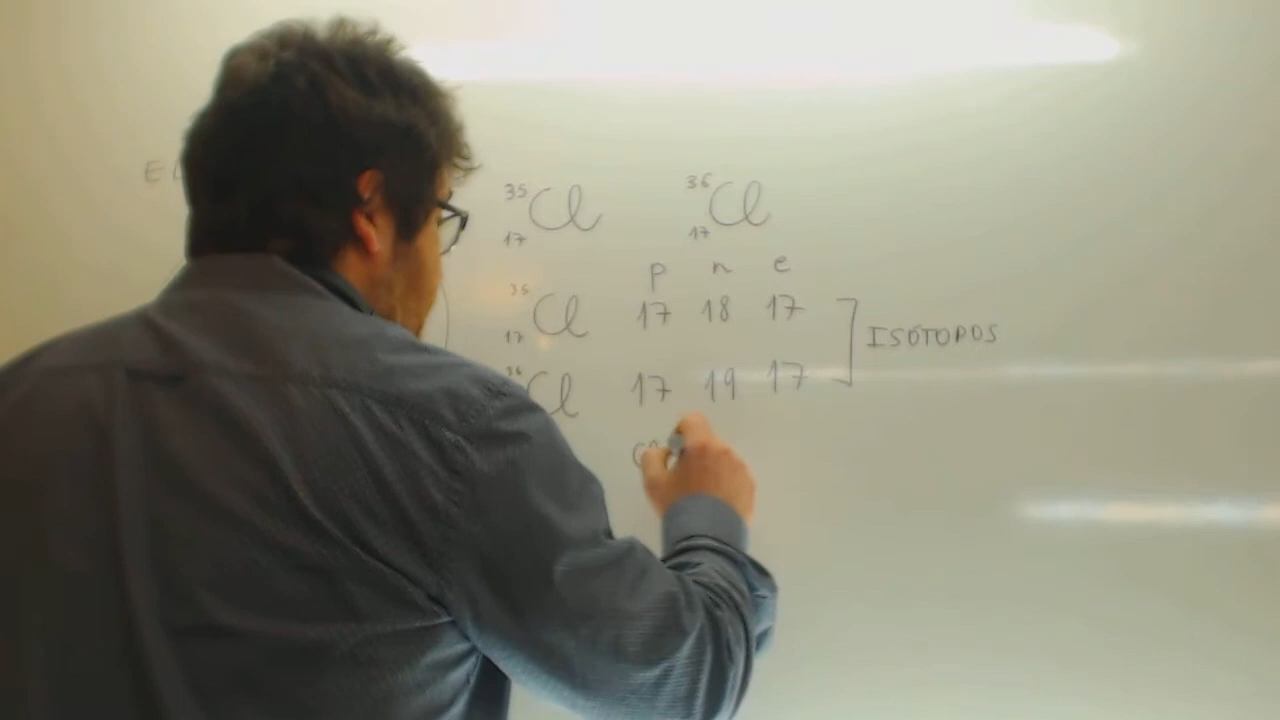 35 Cl 17 36 Cl 17
p n e
35 Cl 17 17 18 17
ISÓTOPOS
36 Cl 17 19 17